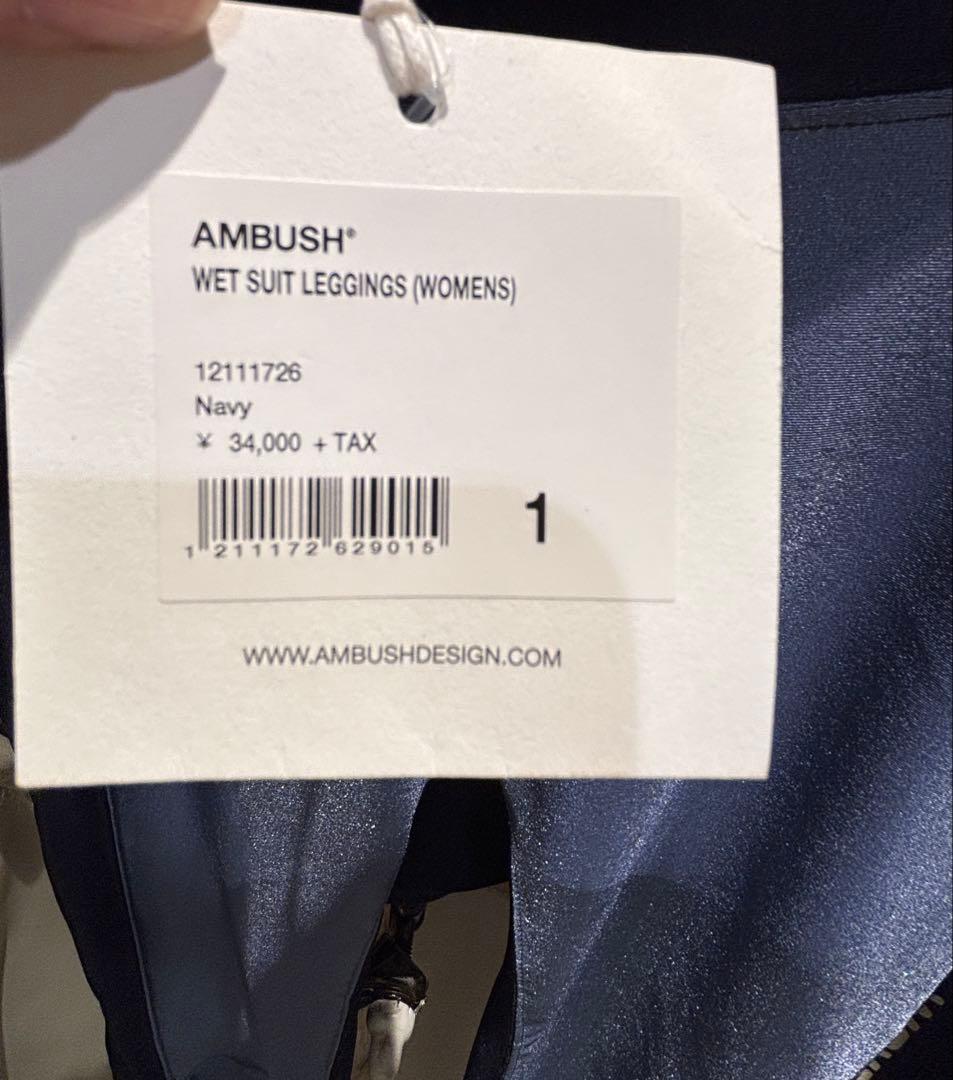 AMBUSH®
WET SUIT LEGGINGS (WOMENS)
12111726
Navy
¥ 34,000 + TAX
1 211172 629015
1
WWW.AMBUSHDESIGN.COM